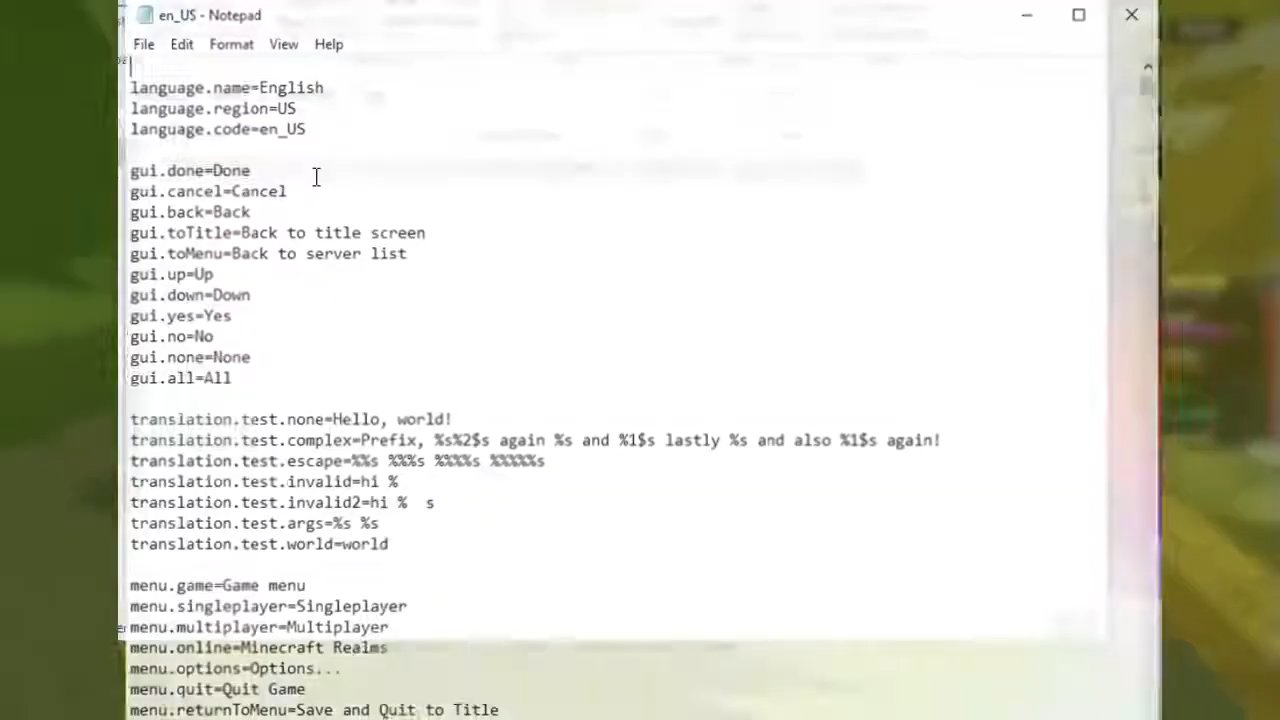 en_US - Notepad
File Edit Format View Help
language.name=English
language.region=US
language.code=en_US
gui.done=Done
gui.cancel=Cancel
gui.back=Back
gui.toTitle=Back to title screen
gui.toMenu=Back to server list
gui.up=Up
gui.down=Down
gui.yes=Yes
gui.no=No
gui.none=None
gui.all=All
translation.test.none=Hello, world!
translation.test.complex=Prefix, %s%2$s again %s and %1$s lastly %s and also %1$s again!
translation.test.escape=%%s %%%s %%%%s %%%%%s
translation.test.invalid=hi %
translation.test.invalid2=hi %  s
translation.test.args=%s %s
translation.test.world=world
menu.game=Game menu
menu.singleplayer=Singleplayer
menu.multiplayer=Multiplayer
menu.online=Minecraft Realms
menu.options=Options...
menu.quit=Quit Game
menu.returnToMenu=Save and Quit to Title